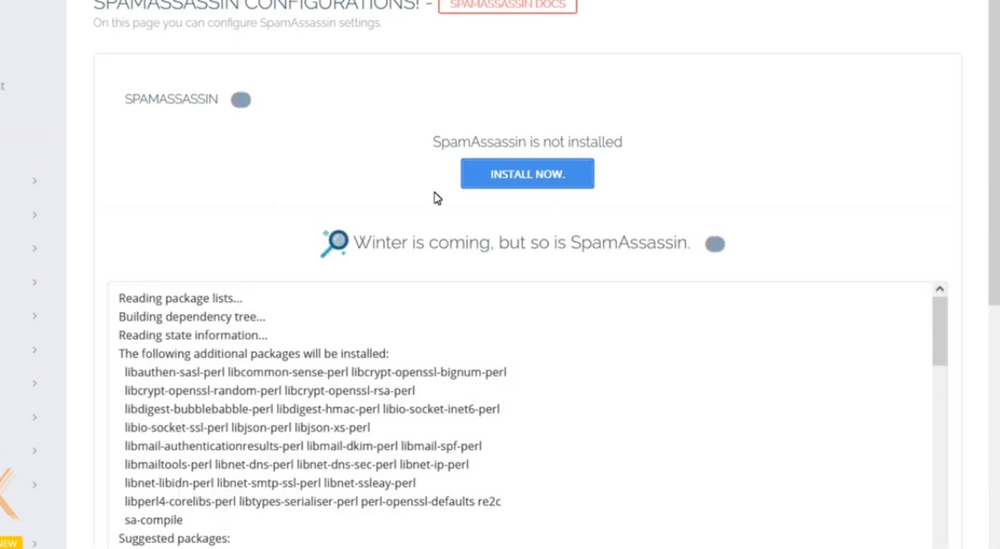 SPAMASSASSIN CONFIGURATIONS! - SPAMASSASSIN DOCS
On this page you can configure SpamAssassin settings.
SPAMASSASSIN
SpamAssassin is not installed
INSTALL NOW.
Winter is coming, but so is SpamAssassin.
Reading package lists...
Building dependency tree...
Reading state information...
The following additional packages will be installed:
libauthen-sasl-perl libcommon-sense-perl libcrypt-openssl-bignum-perl
libcrypt-openssl-random-perl libcrypt-openssl-rsa-perl
libdigest-bubblebabble-perl libdigest-hmac-perl libio-socket-inet6-perl
libio-socket-ssl-perl libjson-perl libjson-xs-perl
libmail-authenticationresults-perl libmail-dkim-perl libmail-spf-perl
libmailtools-perl libnet-dns-perl libnet-dns-sec-perl libnet-ip-perl
libnet-libidn-perl libnet-smtp-ssl-perl libnet-ssleay-perl
libperl4-corelibs-perl libtypes-serialiser-perl perl-openssl-defaults re2c
sa-compile
Suggested packages:
t
NEW